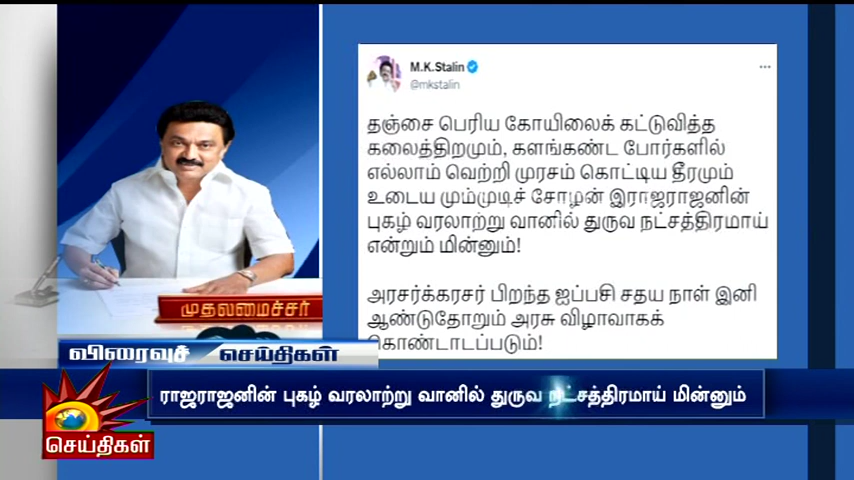 M.K.Stalin
@mkstalin
தஞ்சை பெரிய கோயிலைக் கட்டுவித்த
கலைத்திறமும், களங்கண்ட போர்களில்
எல்லாம் வெற்றி முரசம் கொட்டிய தீரமும்
உடைய மும்முடிச் சோழன் இராஜராஜனின்
புகழ் வரலாற்று வானில் துருவ நட்சத்திரமாய்
என்றும் மின்னும்!
அரசர்க்கரசர் பிறந்த ஐப்பசி சதய நாள் இனி
ஆண்டுதோறும் அரசு விழாவாகக்
கொண்டாடப்படும்!
முதலமைச்சர்
விரைவுச் செய்திகள்
ராஜராஜனின் புகழ் வரலாற்று வானில் துருவ நட்சத்திரமாய் மின்னும்
செய்திகள்